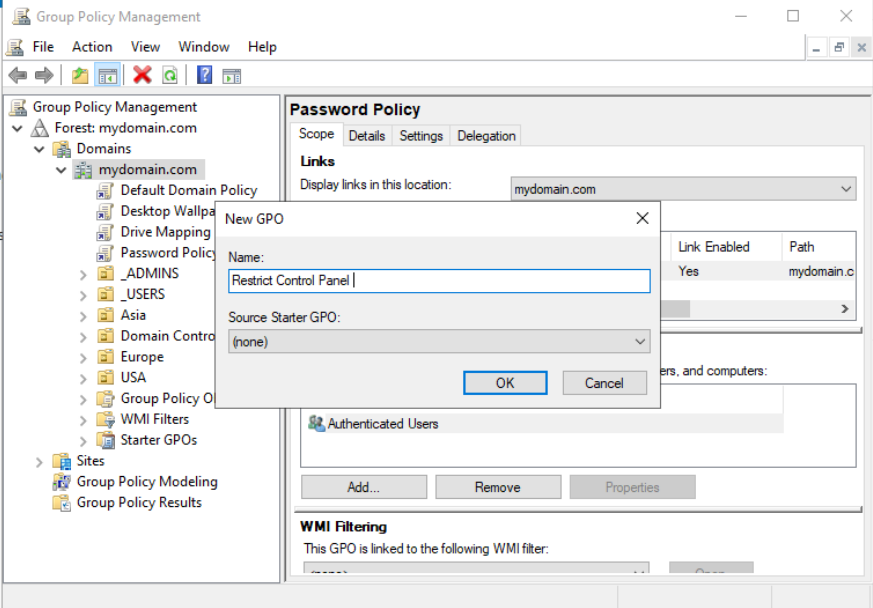 Group Policy Management
File Action View Window Help
Group Policy Management
Forest: mydomain.com
Domains
mydomain.com
Default Domain Policy
Desktop Wallpa
Drive Mapping
Password Policy
_ADMINS
_USERS
Asia
Domain Contro
Europe
USA
Group Policy O
WMI Filters
Starter GPOs
Sites
Group Policy Modeling
Group Policy Results
Password Policy
Scope Details Settings Delegation
Links
Display links in this location: mydomain.com
Link Enabled Path
Yes mydomain.c
New GPO
Name:
Restrict Control Panel
Source Starter GPO:
(none)
OK Cancel
ers, and computers:
Authenticated Users
Add... Remove Properties
WMI Filtering
This GPO is linked to the following WMI filter: